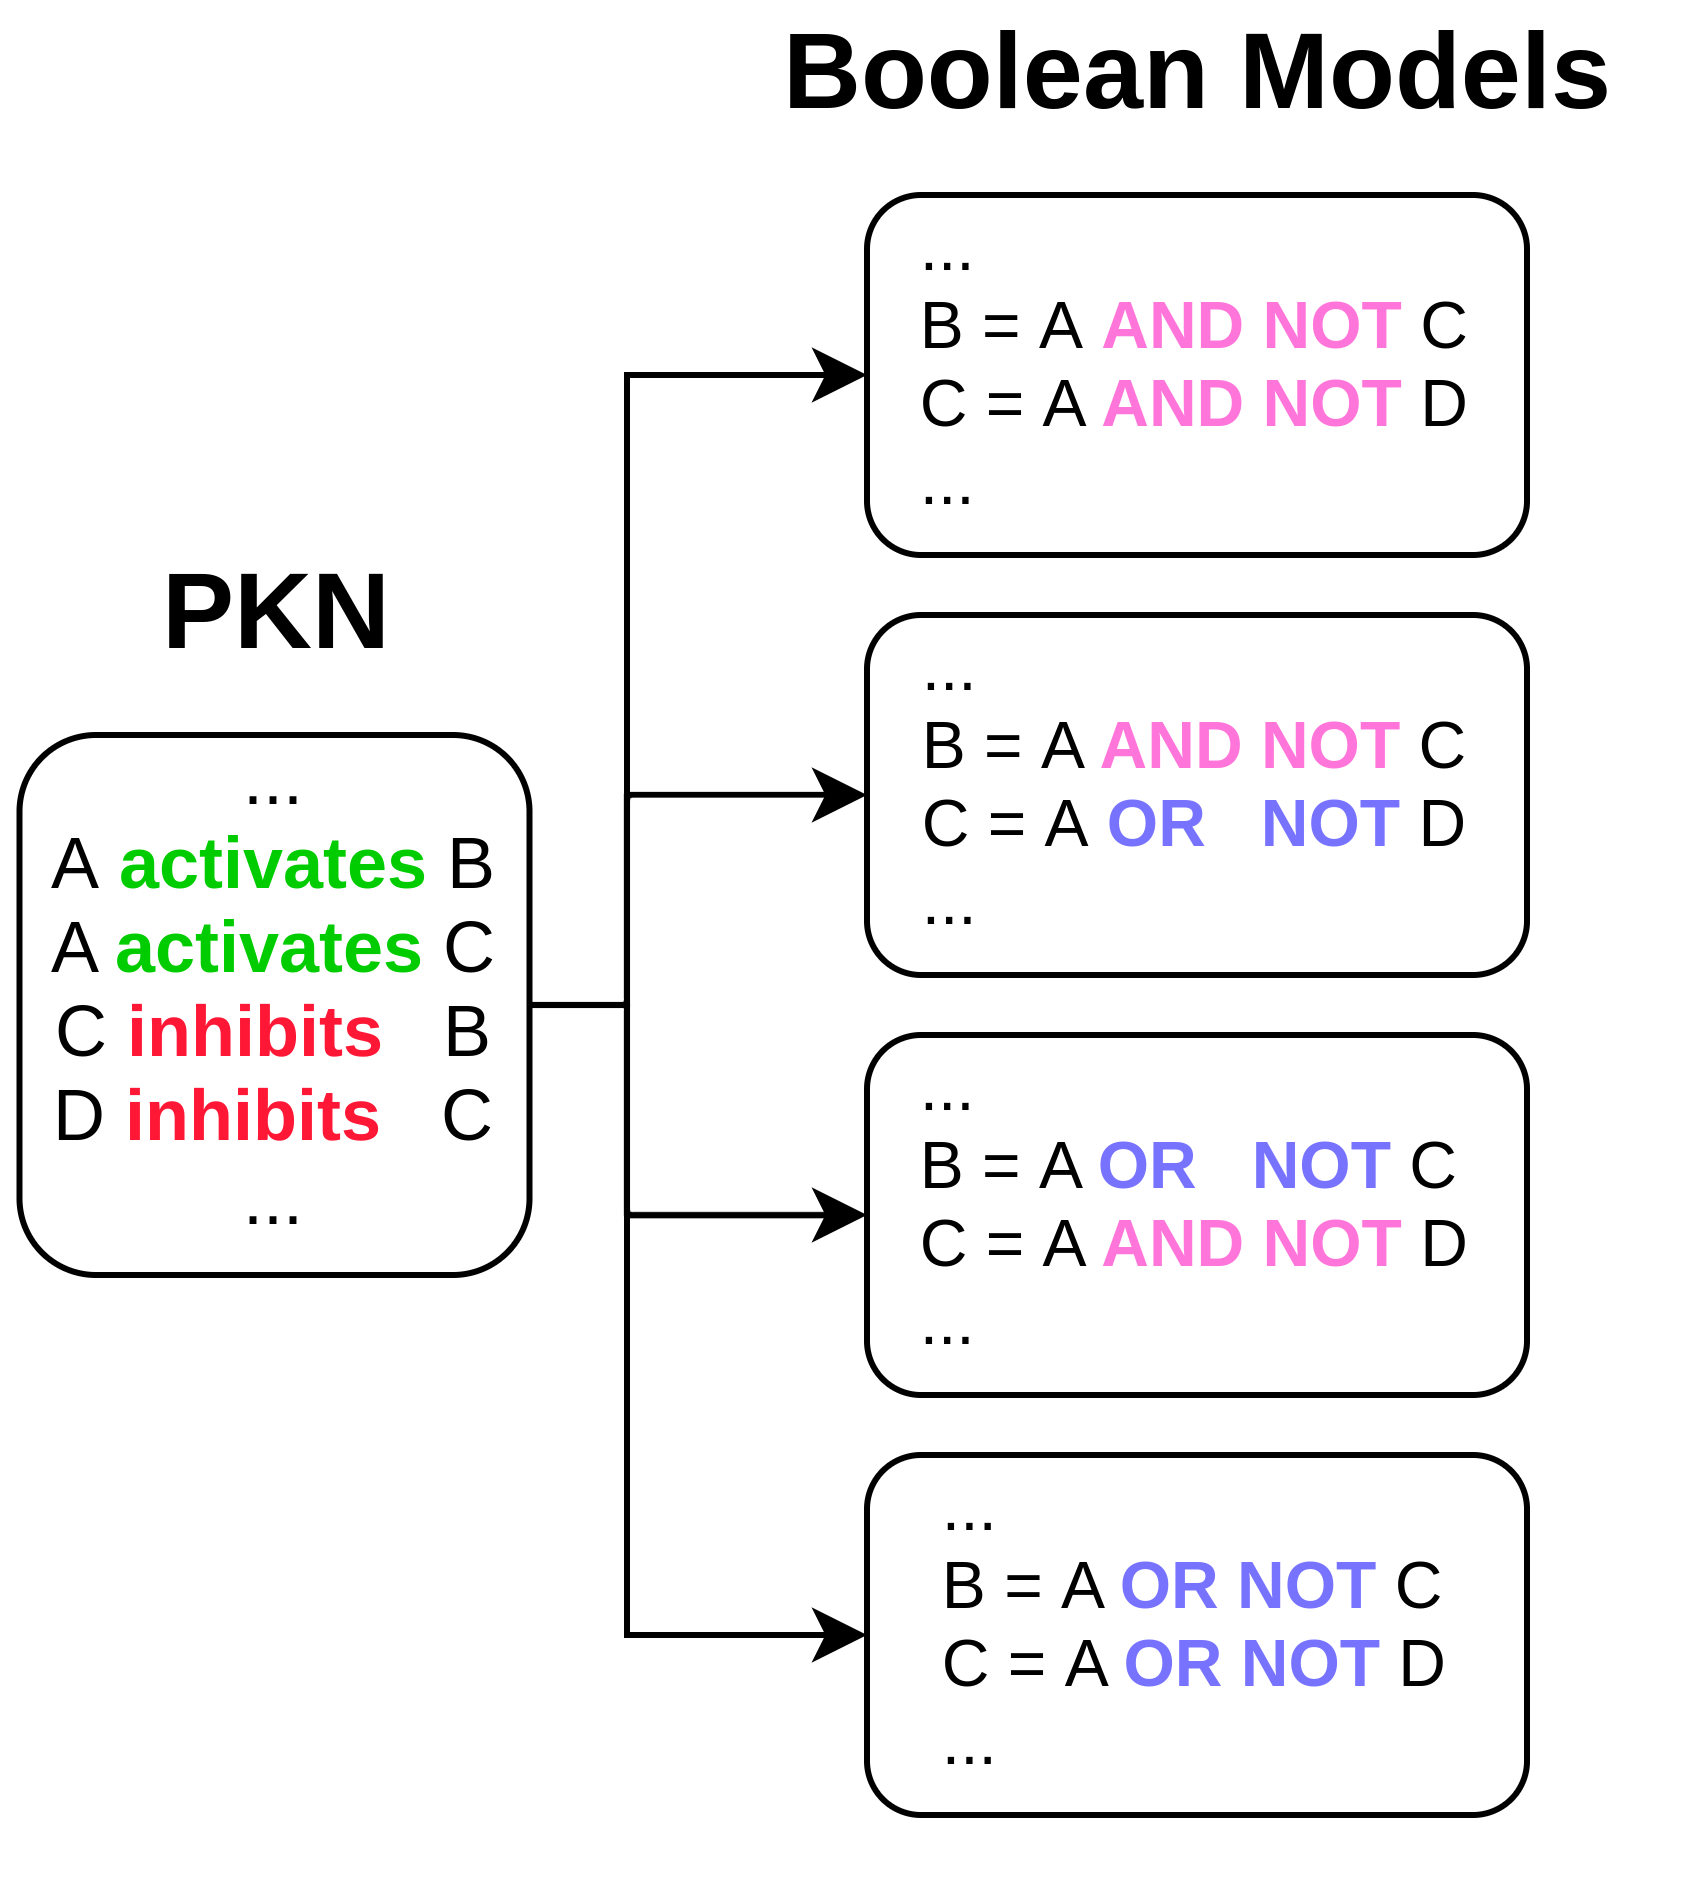 Boolean Models
PKN
...
A activates B
A activates C
C inhibits B
D inhibits C
...
...
B = A AND NOT C
C = A AND NOT D
...
...
B = A AND NOT C
C = A OR NOT D
...
...
B = A OR NOT C
C = A AND NOT D
...
...
B = A OR NOT C
C = A OR NOT D
...